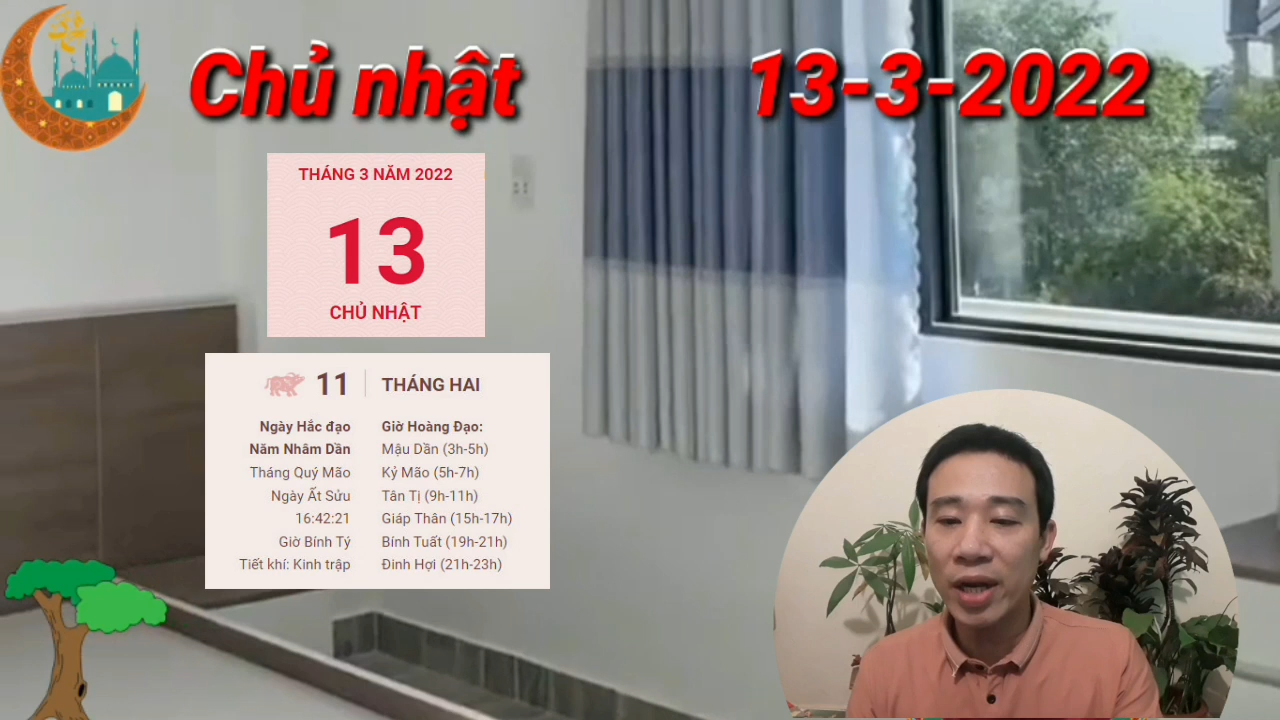 Chủ nhật 13-3-2022
THÁNG 3 NĂM 2022
13
CHỦ NHẬT
11 THÁNG HAI
Ngày Hắc đạo
Năm Nhâm Dần
Tháng Quý Mão
Ngày Ất Sửu
16:42:21
Giờ Bính Tý
Tiết khí: Kinh trập
Giờ Hoàng Đạo:
Mậu Dần (3h-5h)
Kỷ Mão (5h-7h)
Tân Tị (9h-11h)
Giáp Thân (15h-17h)
Bính Tuất (19h-21h)
Đinh Hợi (21h-23h)